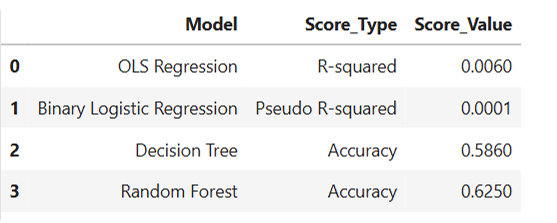 Model Score_Type Score_Value
0 OLS Regression R-squared 0.0060
1 Binary Logistic Regression Pseudo R-squared 0.0001
2 Decision Tree Accuracy 0.5860
3 Random Forest Accuracy 0.6250